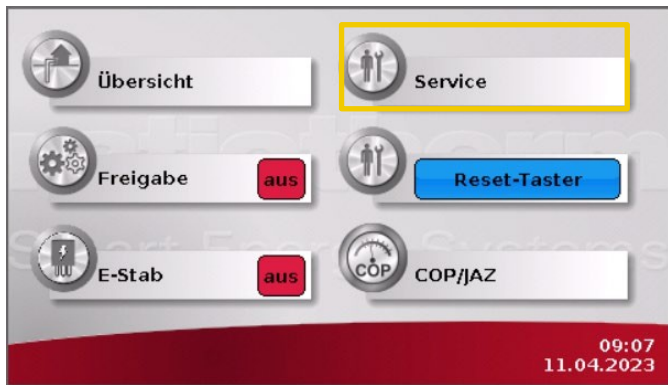 Übersicht
Service
Freigabe
aus
Reset-Taster
E-Stab
aus
COP
COP/JAZ
09:07
11.04.2023